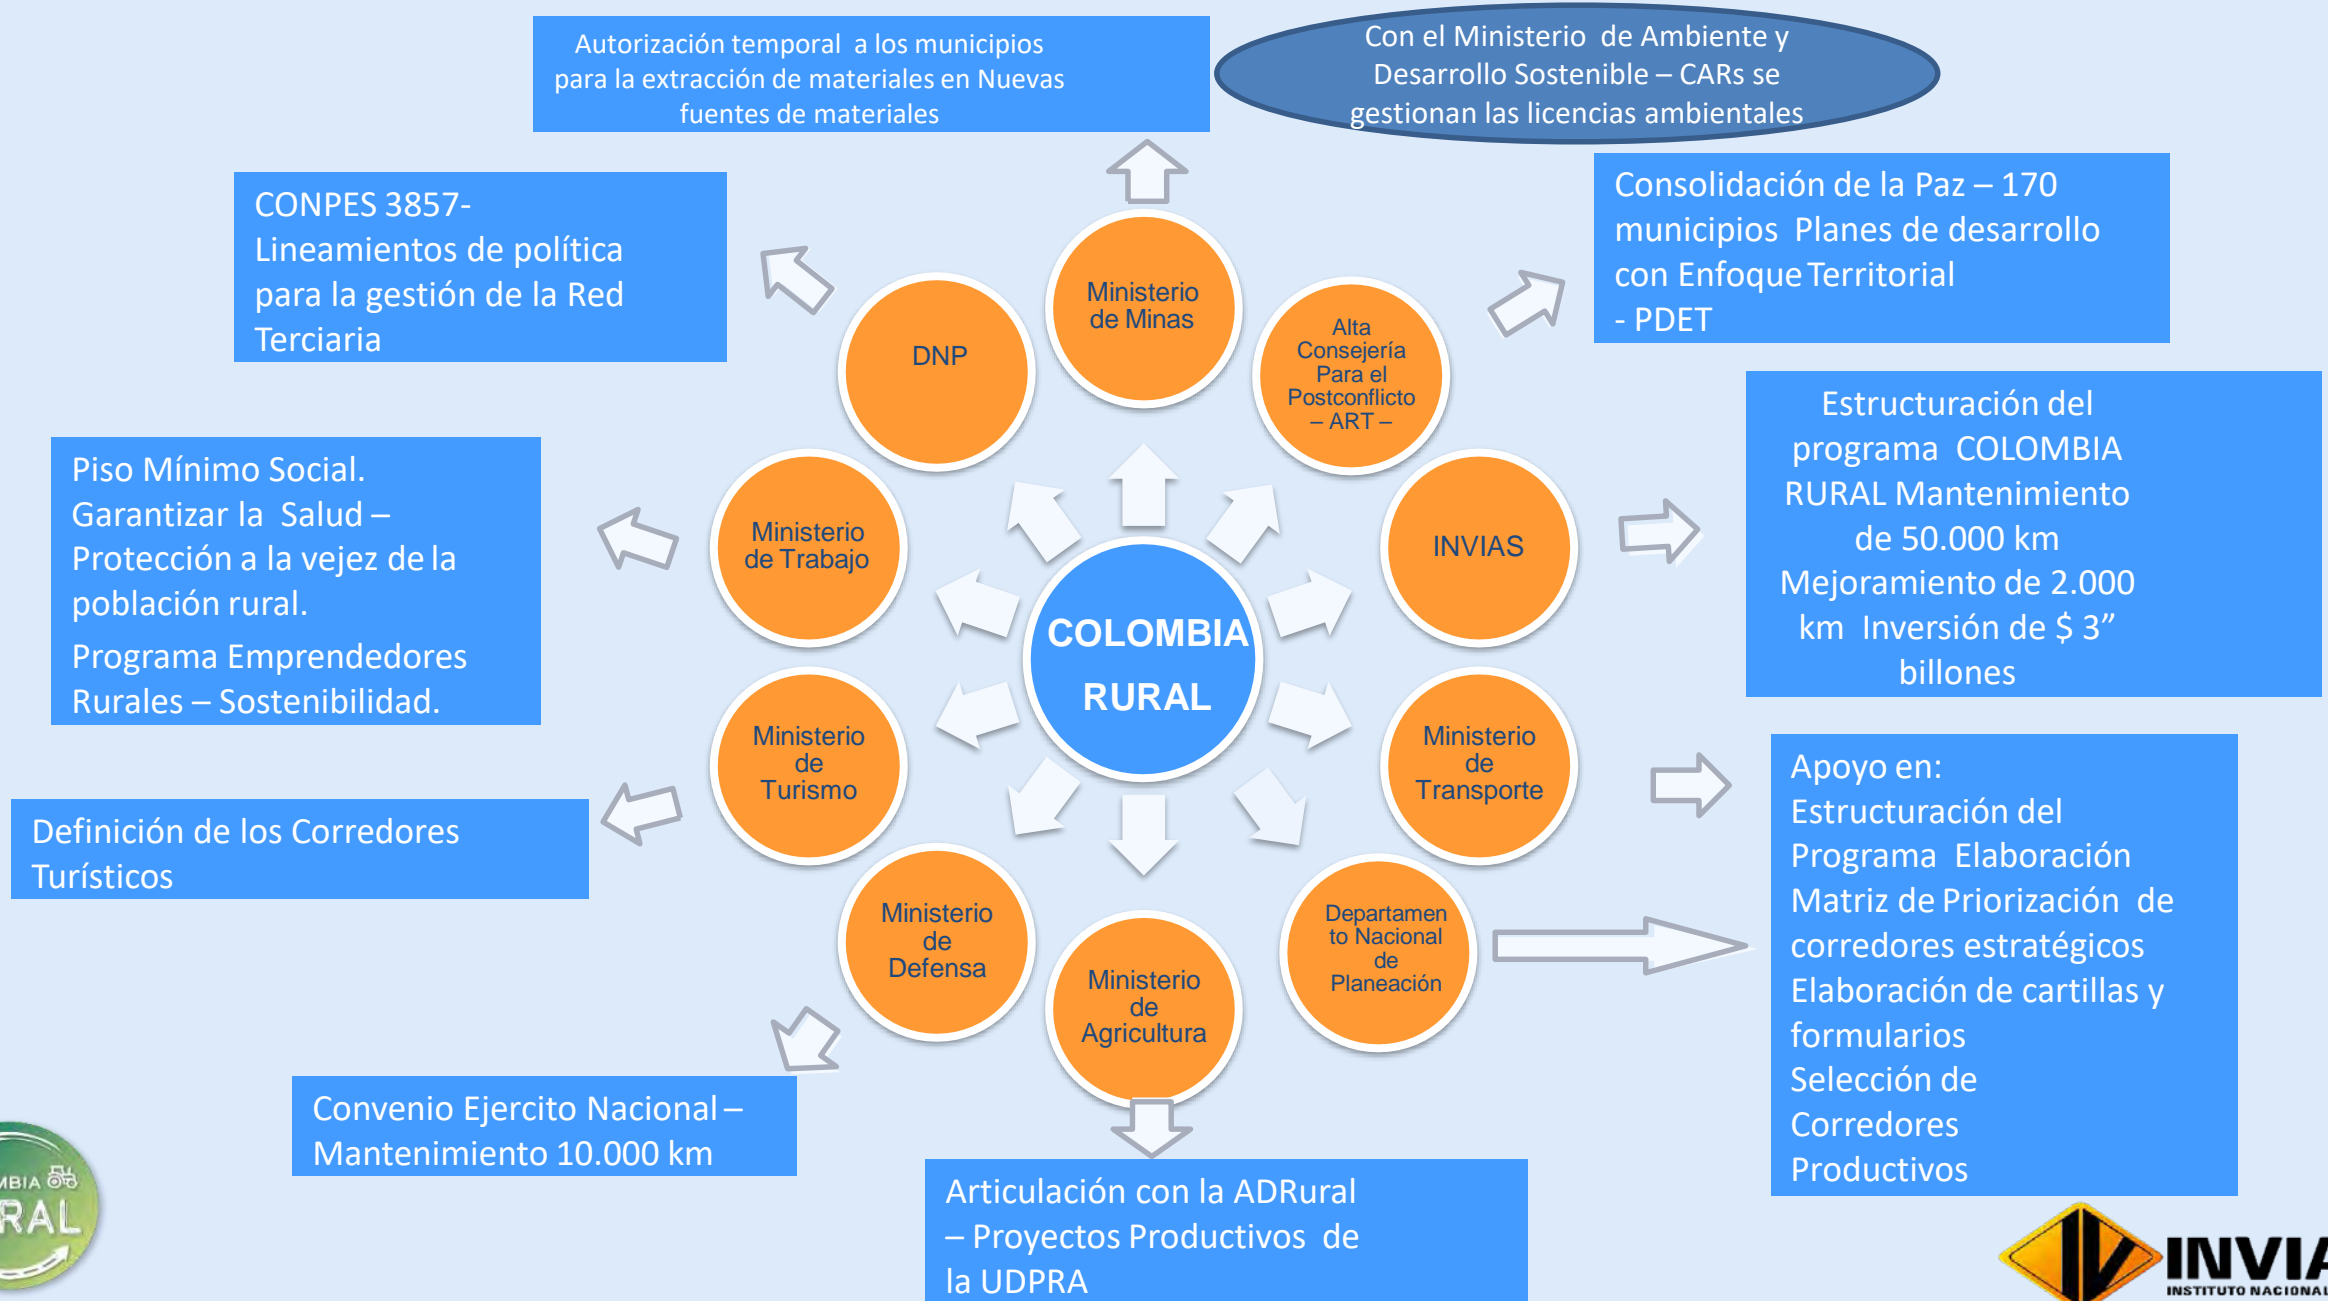 Autorización temporal a los municipios
para la extracción de materiales en Nuevas
fuentes de materiales
Con el Ministerio de Ambiente y
Desarrollo Sostenible – CARs se
gestionan las licencias ambientales
CONPES 3857-
Lineamientos de política
para la gestión de la Red
Terciaria
Consolidación de la Paz – 170
municipios Planes de desarrollo
con Enfoque Territorial
- PDET
Ministerio
de Minas
DNP
Alta
Consejería
Para el
Postconflicto
– ART –
Estructuración del
programa COLOMBIA
RURAL Mantenimiento
de 50.000 km
Mejoramiento de 2.000
km Inversión de $ 3”
billones
Piso Mínimo Social.
Garantizar la Salud –
Protección a la vejez de la
población rural.
Programa Emprendedores
Rurales – Sostenibilidad.
Ministerio
de Trabajo
INVIAS
COLOMBIA
RURAL
Ministerio
de
Turismo
Ministerio
de
Transporte
Definición de los Corredores
Turísticos
Apoyo en:
Estructuración del
Programa Elaboración
Matriz de Priorización de
corredores estratégicos
Elaboración de cartillas y
formularios
Selección de
Corredores
Productivos
Ministerio
de
Defensa
Departamen
to Nacional
de
Planeación
Ministerio
de
Agricultura
Convenio Ejercito Nacional –
Mantenimiento 10.000 km
Articulación con la ADRural
– Proyectos Productivos de
la UDPRA
MBIA
RAL
INVIA
INSTITUTO NACIONAL